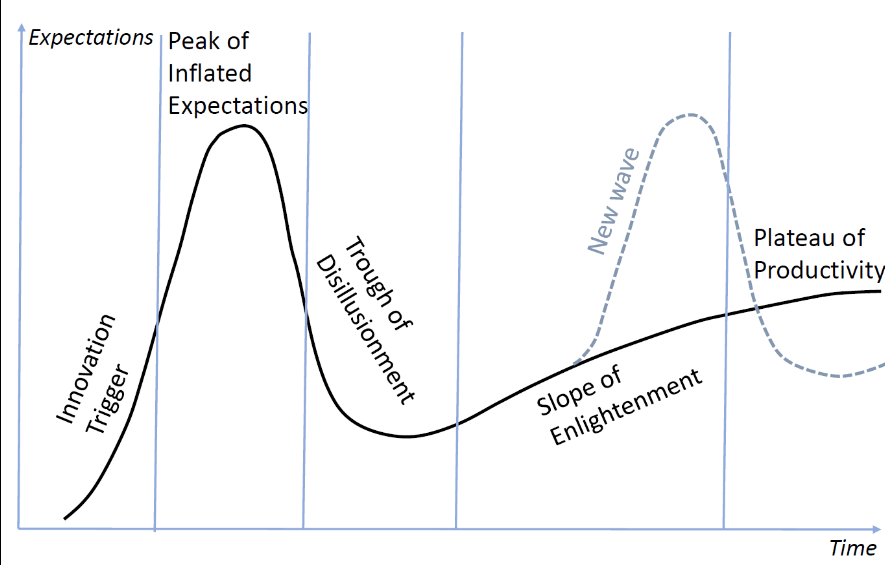 Expectations
Peak of
Inflated
Expectations
Innovation
Trigger
Trough of
Disillusionment
Slope of
Enlightenment
New wave
Plateau of
Productivity
Time